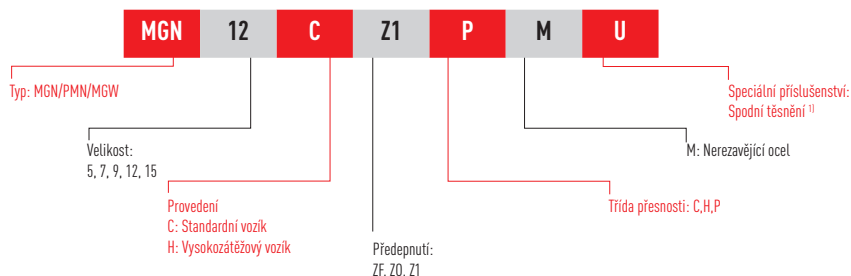 MGN 12 C Z1 P M U
Typ: MGN/PMN/MGW
Speciální příslušenství:
Spodní těsnění ¹⁾
Velikost:
5, 7, 9, 12, 15
M: Nerezavějící ocel
Provedení
C: Standardní vozík
H: Vysokozátěžový vozík
Třída přesnosti: C,H,P
Předepnutí:
ZF, Z0, Z1